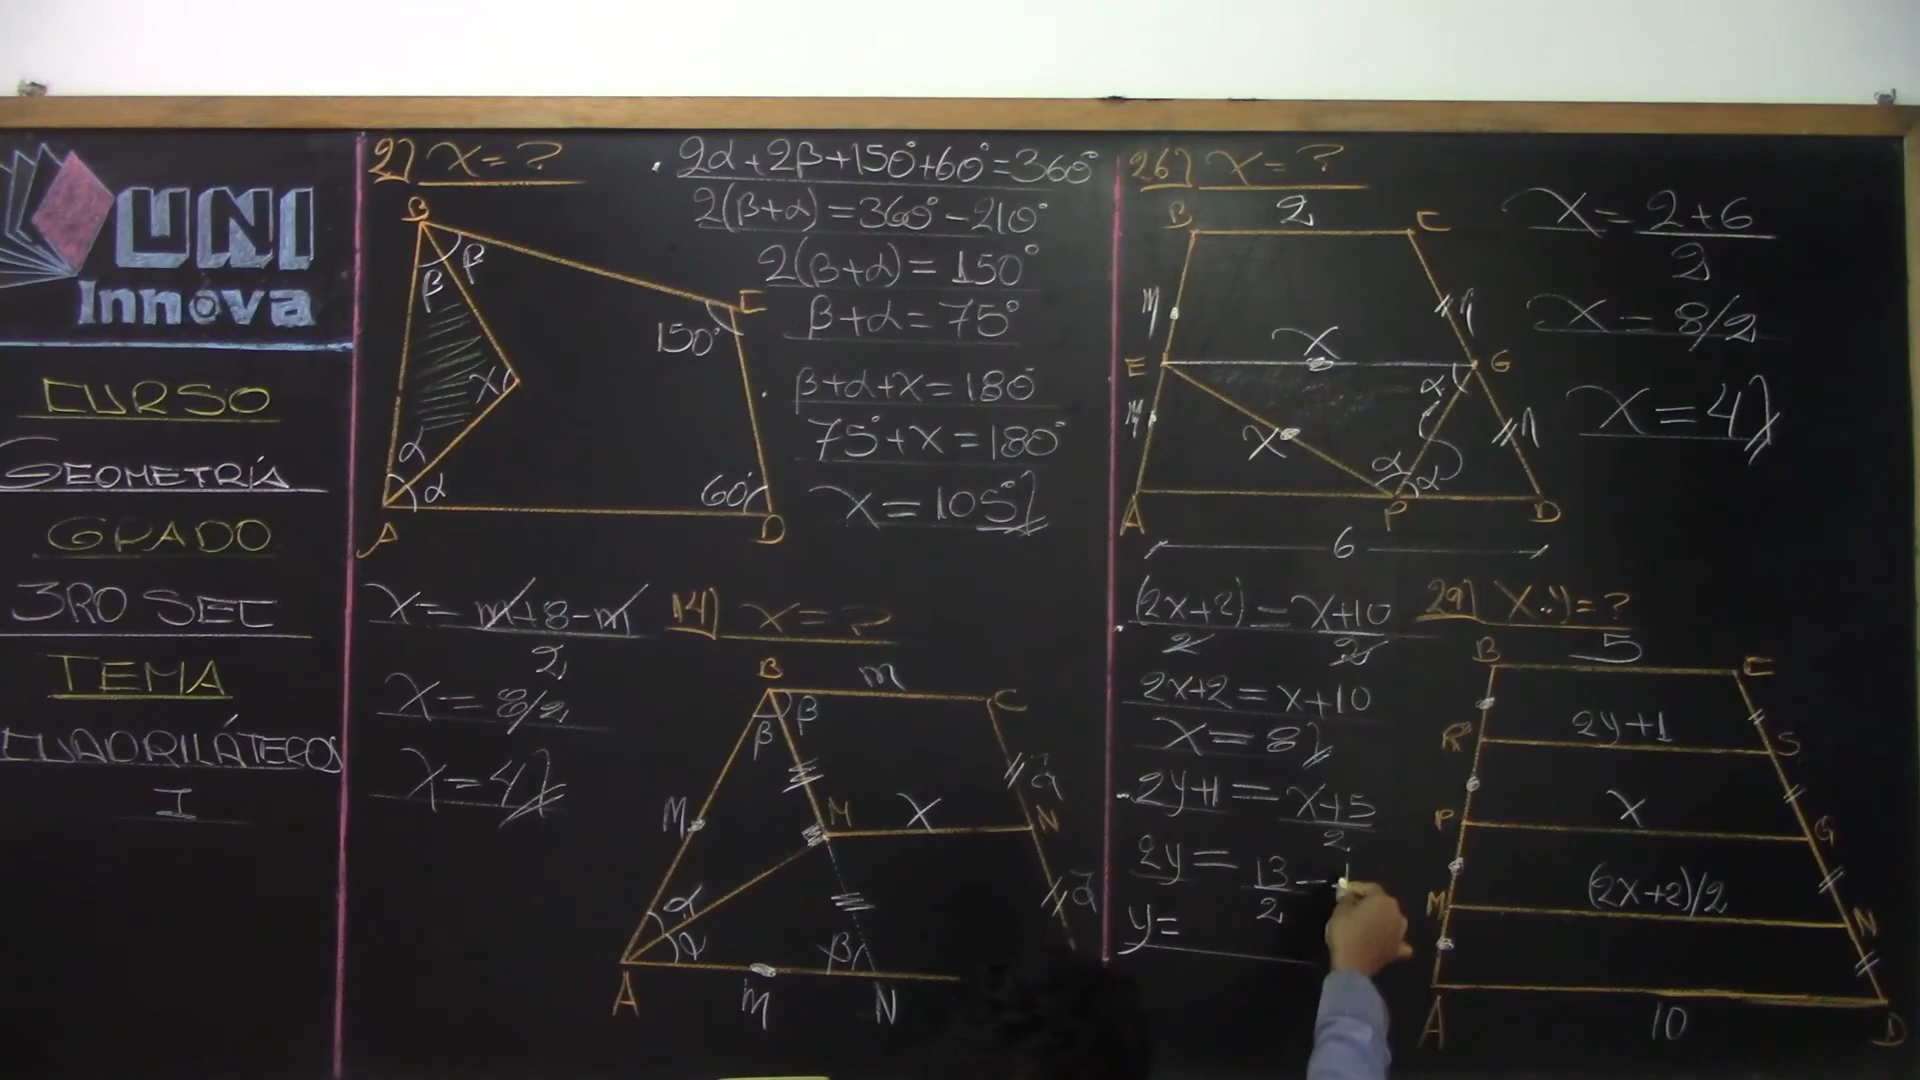 UNI
Innova
CURSO
GEOMETRÍA
GRADO
3RO SEC
TEMA
CUADRILÁTEROS
I
2) x = ?
B
β
β
C
150°
x
α
α
60°
A
D
2α+2β+150°+60°=360°
2(β+α)=360°-210°
2(β+α)=150°
β+α=75°
β+α+x=180°
75°+x=180°
x=105°
x=m+8-m
2
x=8/2
x=4
14) x=?
B
m
C
β
β
a
M
M
x
N
a
α
α
β
A
m
N
26) x=?
B
2
C
M
n
E
x
G
α
M
x
n
α
α
A
P
D
6
x=2+6
2
x=8/2
x=4
(2x+2)=x+10
2
2
2x+2=x+10
x=8
2y+1=x+5
2
2y=13-
2
y=
29) x.y=?
B
5
C
R
2y+1
S
P
x
Q
M
(2x+2)/2
N
A
10
D